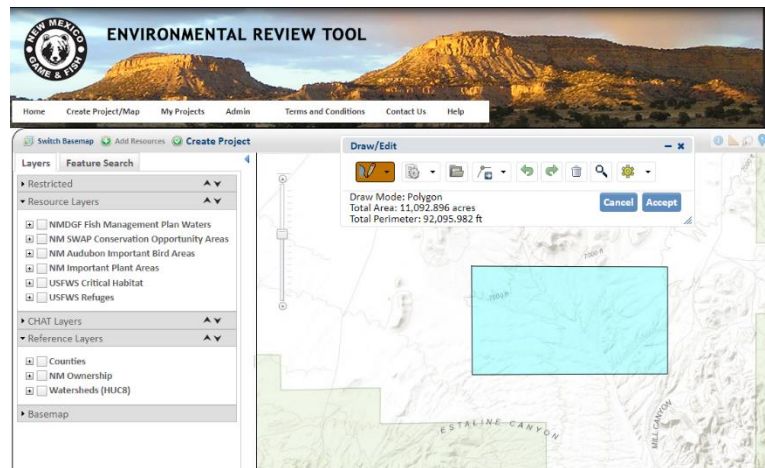 NEW MEXICO
GAME & FISH
ENVIRONMENTAL REVIEW TOOL
Home Create Project/Map My Projects Admin Terms and Conditions Contact Us Help
Switch Basemap Add Resources Create Project
Layers Feature Search
Restricted
Resource Layers
NMDGF Fish Management Plan Waters
NM SWAP Conservation Opportunity Areas
NM Audubon Important Bird Areas
NM Important Plant Areas
USFWS Critical Habitat
USFWS Refuges
CHAT Layers
Reference Layers
Counties
NM Ownership
Watersheds (HUC8)
Basemap
Draw/Edit
Draw Mode: Polygon
Total Area: 11,092.896 acres
Total Perimeter: 92,095.982 ft
Cancel Accept
7000 ft
ESTALINE CANYON
MILL CANYON